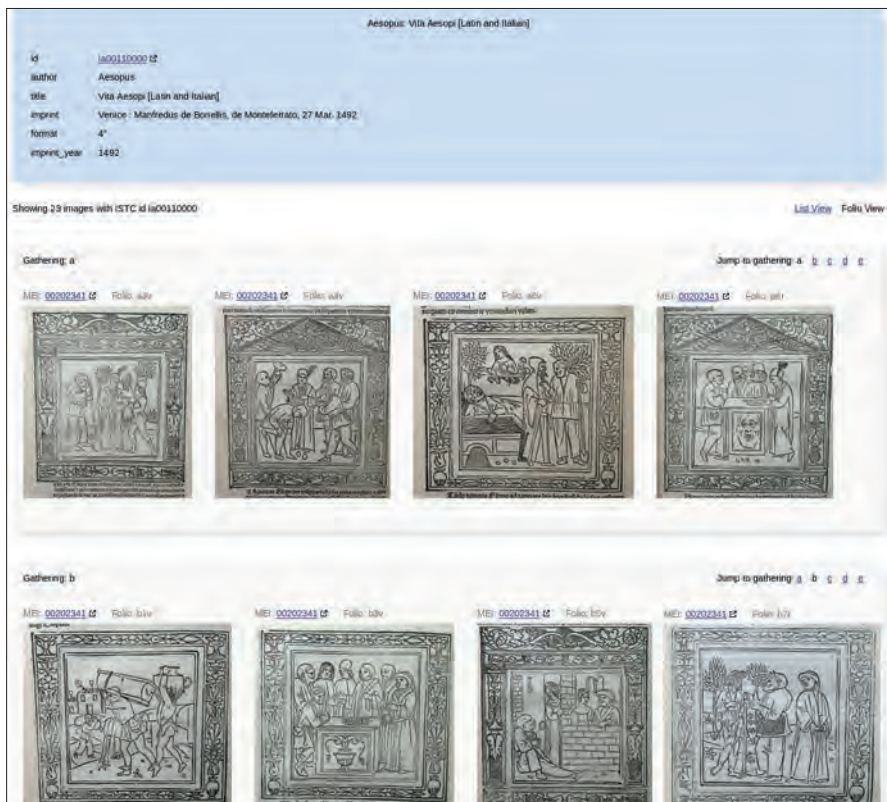 Aesopus: Vita Aesopi [Latin and Italian]
id ia00110000
author Aesopus
title Vita Aesopi [Latin and Italian]
imprint Venice : Manfredus de Bonellis, de Monteferrato, 27 Mar. 1492
format 4°
imprint_year 1492
Showing 23 images with ISTC id ia00110000 List View Folio View
Gathering: a Jump to gathering: a b c d e
MEI: 00202341 Folio: MEI: 00202341 Folio: MEI: 00202341 Folio: MEI: 00202341 Folio:
Gathering: b Jump to gathering: a b c d e
MEI: 00202341 Folio: b1v MEI: 00202341 Folio: b3v MEI: 00202341 Folio: b5v MEI: 00202341 Folio: b7r